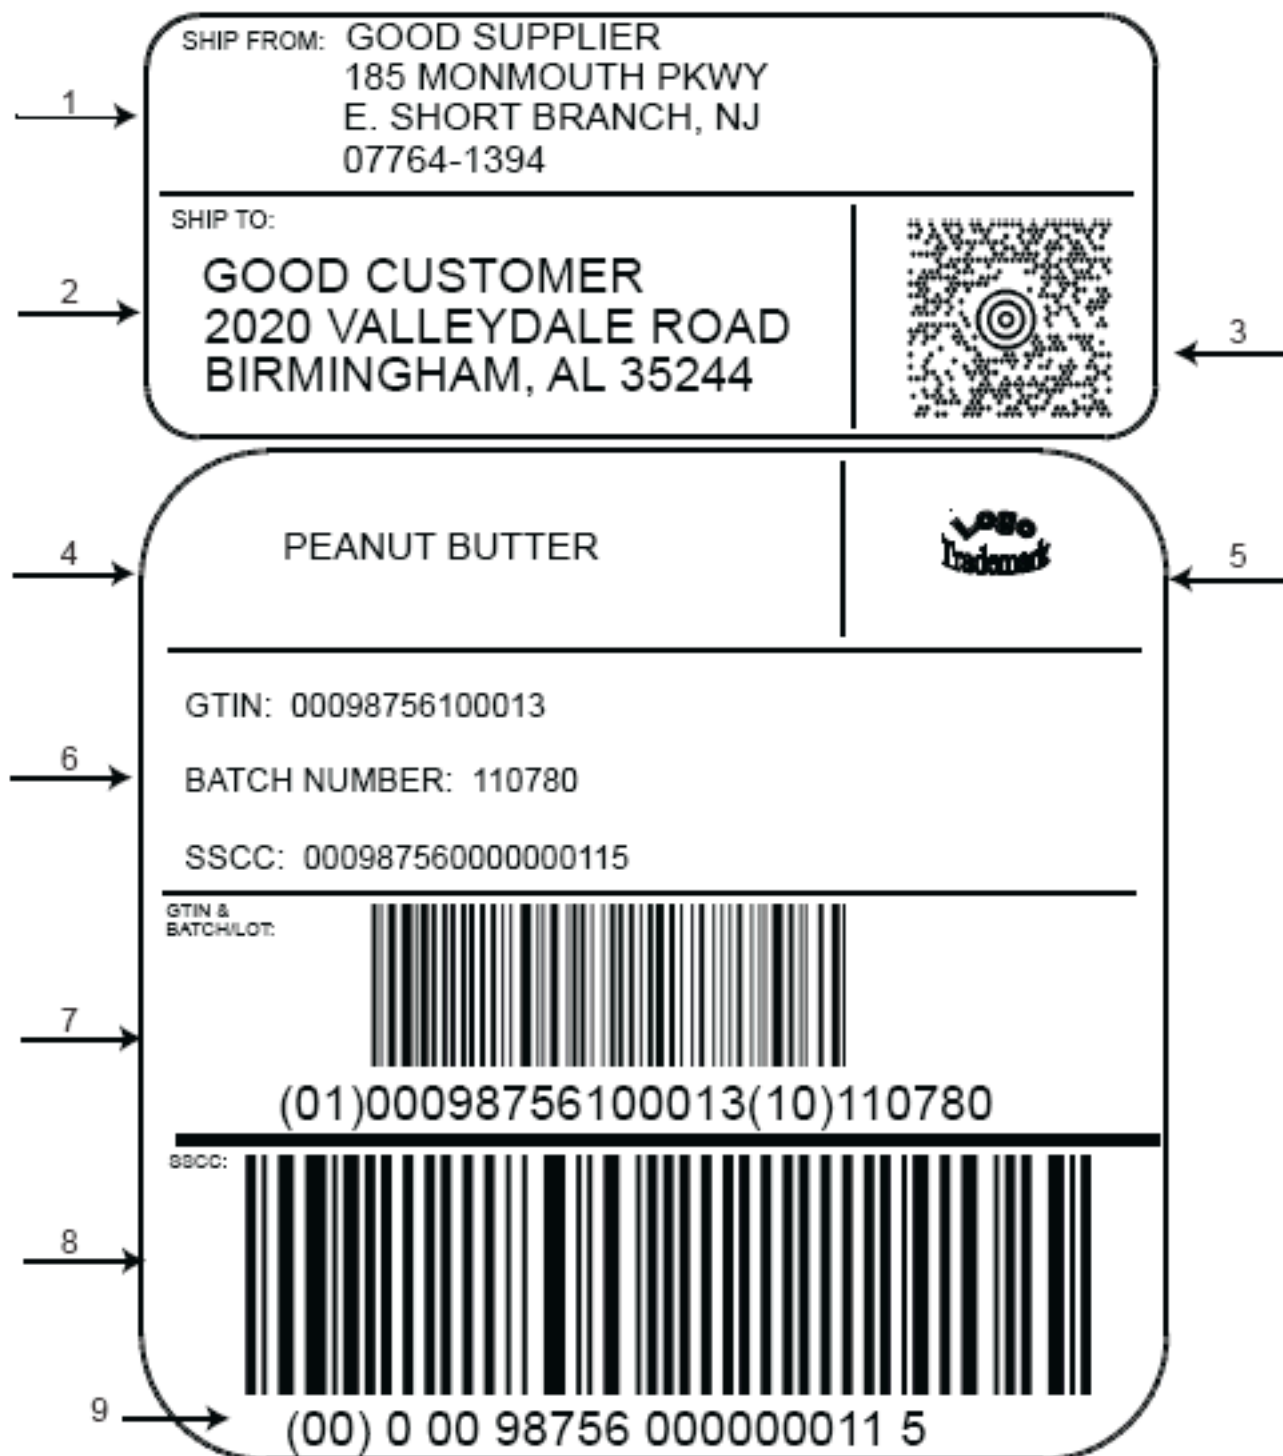 SHIP FROM: GOOD SUPPLIER
185 MONMOUTH PKWY
E. SHORT BRANCH, NJ
07764-1394
1
SHIP TO:
GOOD CUSTOMER
2020 VALLEYDALE ROAD
BIRMINGHAM, AL 35244
2
3
PEANUT BUTTER
4
Logo
Trademark
5
GTIN: 00098756100013
BATCH NUMBER: 110780
SSCC: 000987560000000115
6
GTIN &
BATCH/LOT:
7
(01)00098756100013(10)110780
SSCC:
8
9
(00) 0 00 98756 000000011 5